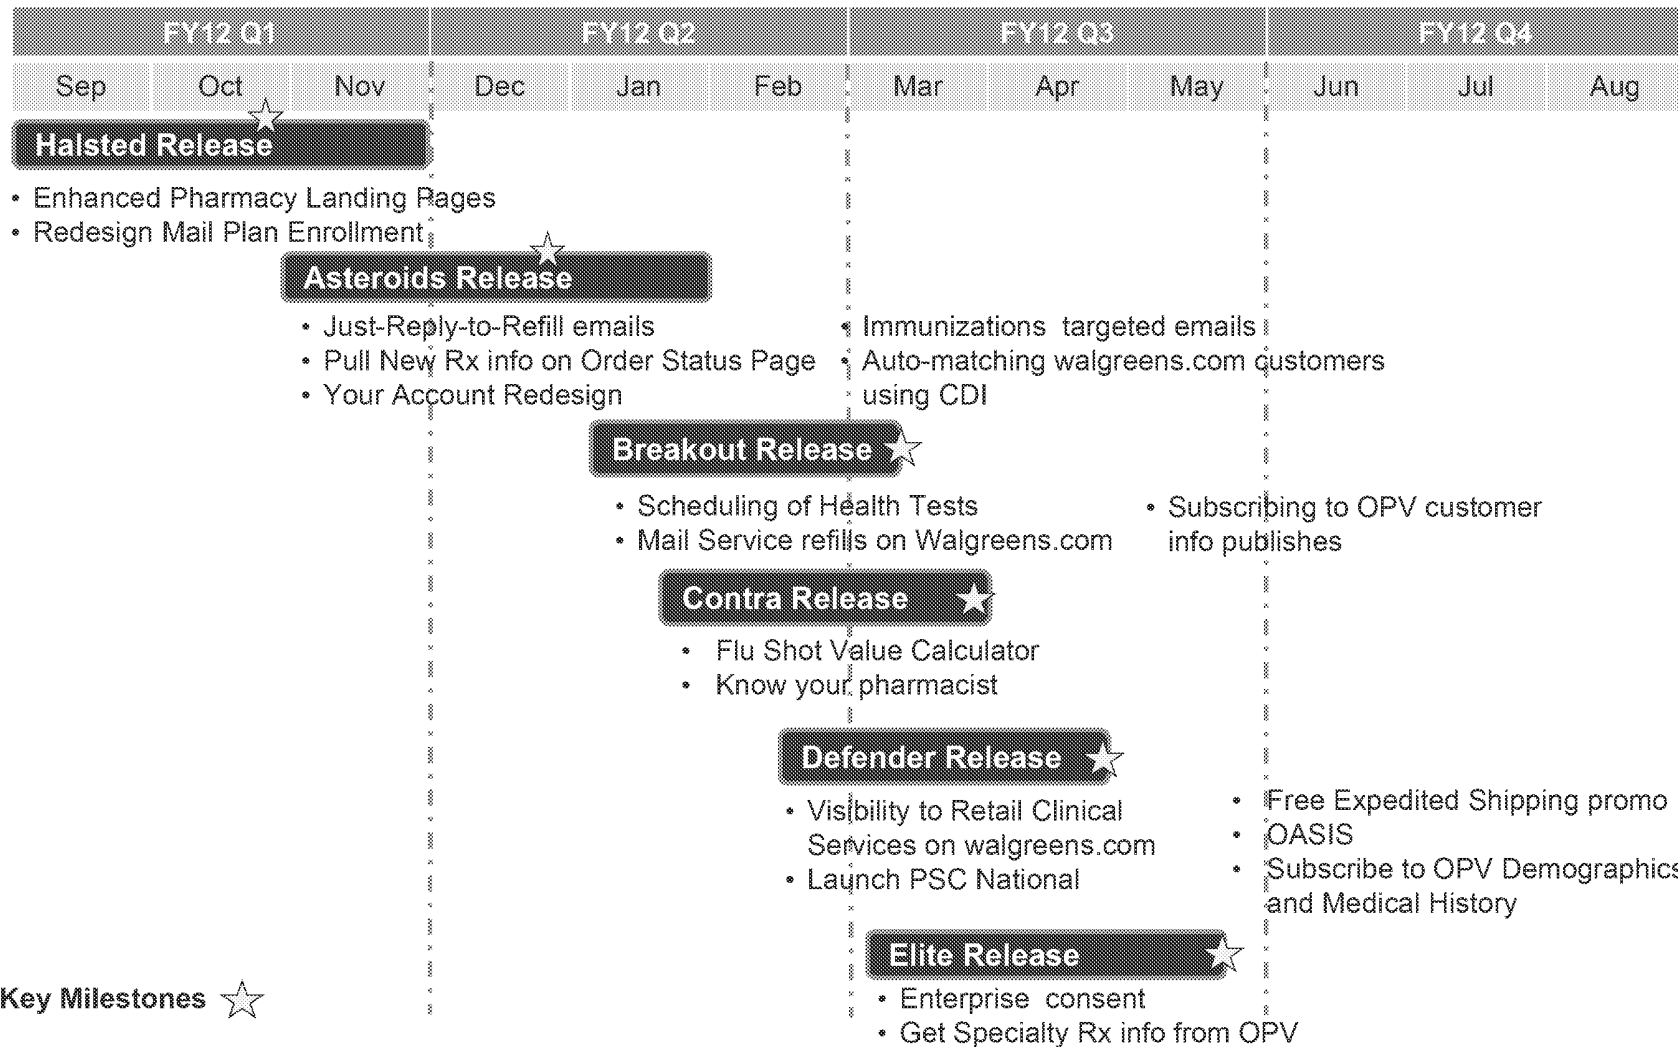 FY12 Q1 FY12 Q2 FY12 Q3 FY12 Q4
Sep Oct Nov Dec Jan Feb Mar Apr May Jun Jul Aug
Halsted Release
• Enhanced Pharmacy Landing Pages
• Redesign Mail Plan Enrollment
Asteroids Release
• Just-Reply-to-Refill emails
• Pull New Rx info on Order Status Page
• Your Account Redesign
• Immunizations targeted emails
• Auto-matching walgreens.com customers
using CDI
Breakout Release
• Scheduling of Health Tests
• Mail Service refills on Walgreens.com
• Subscribing to OPV customer
info publishes
Contra Release
• Flu Shot Value Calculator
• Know your pharmacist
Defender Release
• Visibility to Retail Clinical
Services on walgreens.com
• Launch PSC National
• Free Expedited Shipping promo
• OASIS
• Subscribe to OPV Demographics
and Medical History
Elite Release
• Enterprise consent
• Get Specialty Rx info from OPV
Key Milestones